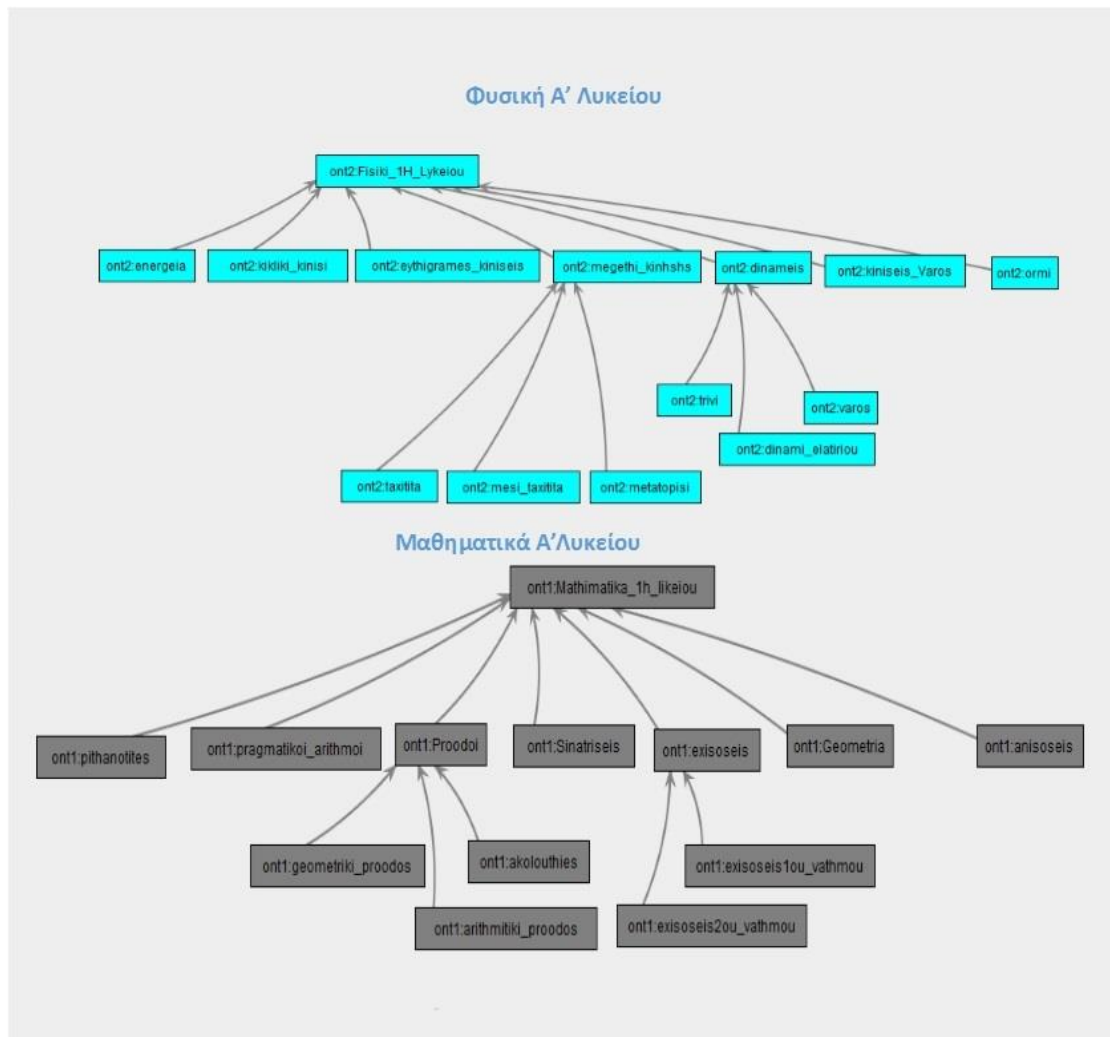 Φυσική Α’ Λυκείου
ont2:Fisiki_1H_Lykeiou
ont2:energeia
ont2:kikliki_kinisi
ont2:eythigrames_kiniseis
ont2:megethi_kinhshs
ont2:dinameis
ont2:kiniseis_Varos
ont2:ormi
ont2:trivi
ont2:varos
ont2:dinami_elatiriou
ont2:taxitita
ont2:mesi_taxitita
ont2:metatopisi
Μαθηματικά Α’Λυκείου
ont1:Mathimatika_1h_likeiou
ont1:pithanotites
ont1:pragmatikoi_arithmoi
ont1:Proodoi
ont1:Sinatriseis
ont1:exisoseis
ont1:Geometria
ont1:anisoseis
ont1:geometriki_proodos
ont1:akolouthies
ont1:exisoseis1ou_vathmou
ont1:arithmitiki_proodos
ont1:exisoseis2ou_vathmou